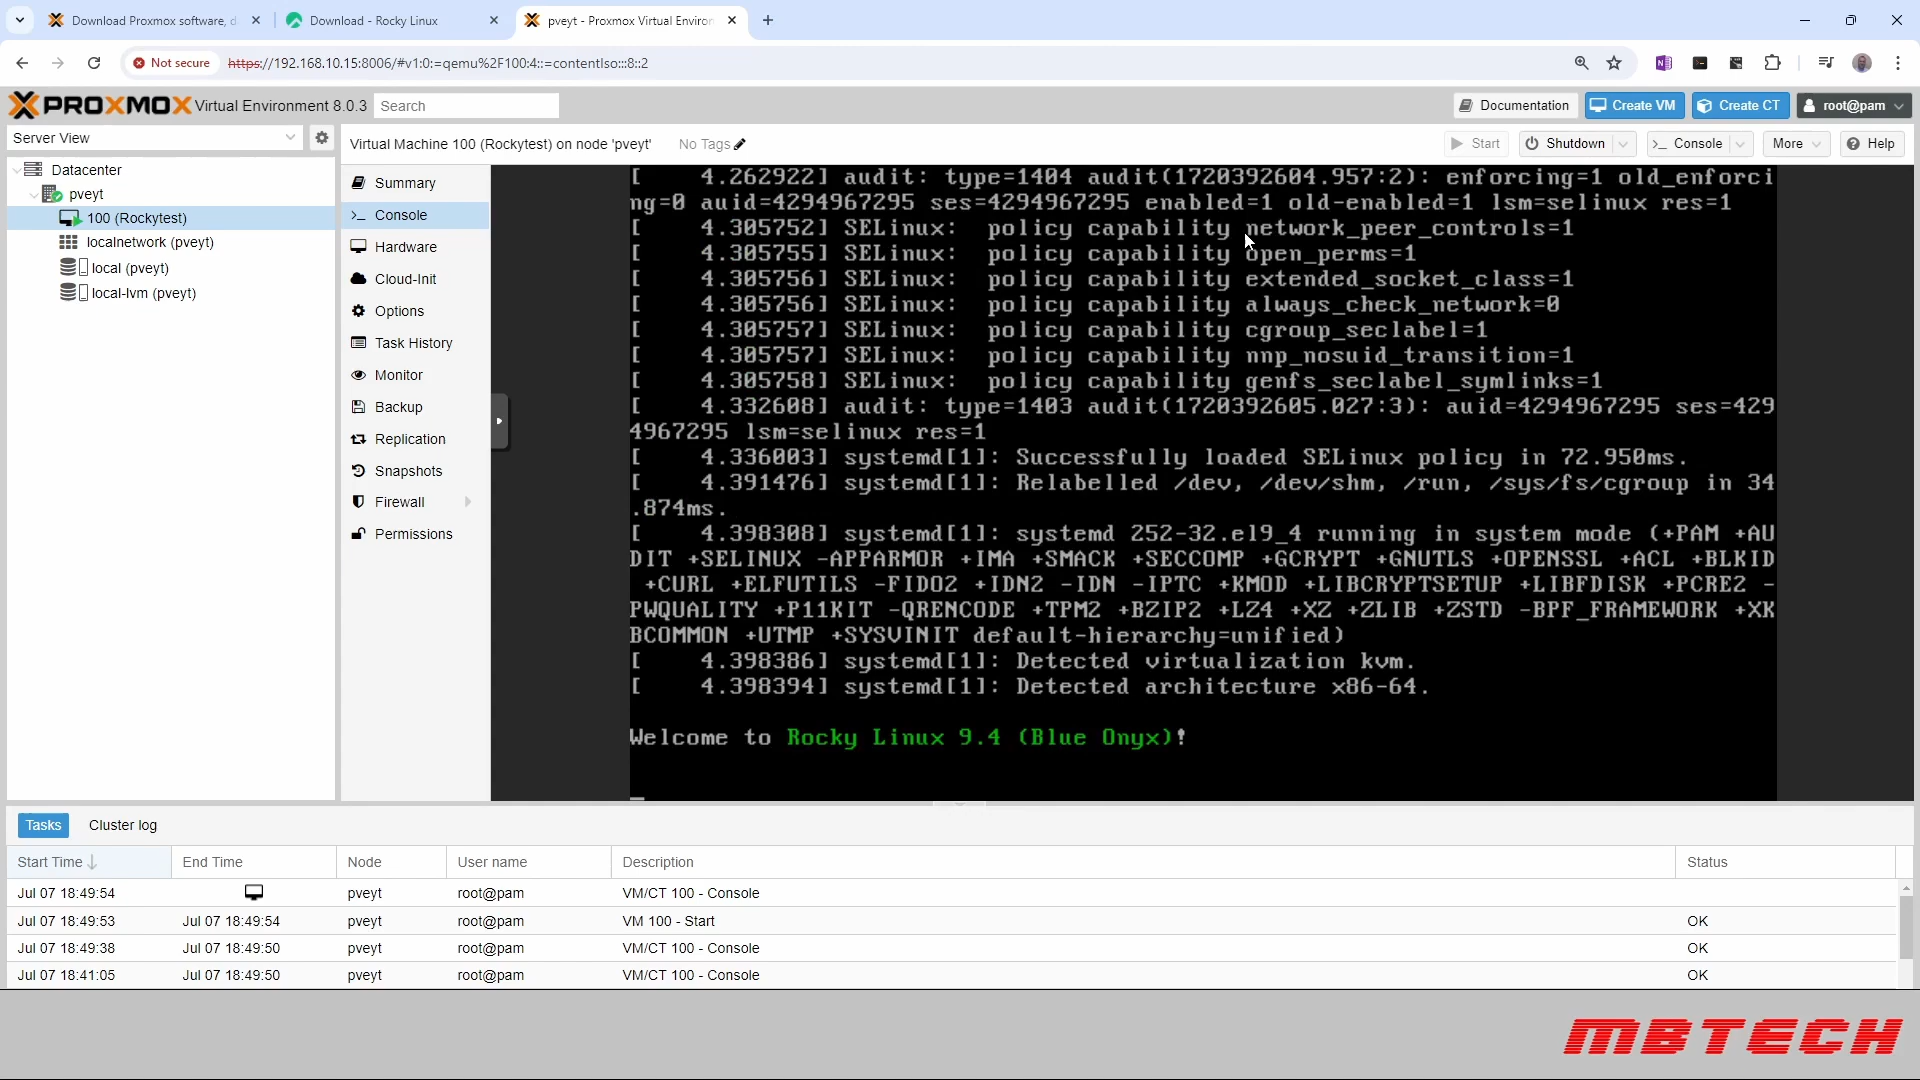 Download Proxmox software, d
Download - Rocky Linux
pveyt - Proxmox Virtual Enviror
Not secure
https://192.168.10.15:8006/#v1:0:=qemu%2F100:4::=contentIso:::8::2
PROXMOX Virtual Environment 8.0.3
Search
Documentation
Create VM
Create CT
root@pam
Server View
Virtual Machine 100 (Rockytest) on node 'pveyt'
No Tags
Start
Shutdown
Console
More
Help
Datacenter
pveyt
100 (Rockytest)
localnetwork (pveyt)
local (pveyt)
local-lvm (pveyt)
Summary
Console
Hardware
Cloud-Init
Options
Task History
Monitor
Backup
Replication
Snapshots
Firewall
Permissions
[    4.262922] audit: type=1404 audit(1720392604.957:2): enforcing=1 old_enforci
ng=0 auid=4294967295 ses=4294967295 enabled=1 old-enabled=1 lsm=selinux res=1
[    4.305752] SELinux:  policy capability network_peer_controls=1
[    4.305755] SELinux:  policy capability open_perms=1
[    4.305756] SELinux:  policy capability extended_socket_class=1
[    4.305756] SELinux:  policy capability always_check_network=0
[    4.305757] SELinux:  policy capability cgroup_seclabel=1
[    4.305757] SELinux:  policy capability nnp_nosuid_transition=1
[    4.305758] SELinux:  policy capability genfs_seclabel_symlinks=1
[    4.332608] audit: type=1403 audit(1720392605.027:3): auid=4294967295 ses=429
4967295 lsm=selinux res=1
[    4.336003] systemd[1]: Successfully loaded SELinux policy in 72.950ms.
[    4.391476] systemd[1]: Relabelled /dev, /dev/shm, /run, /sys/fs/cgroup in 34
.874ms.
[    4.398308] systemd[1]: systemd 252-32.el9_4 running in system mode (+PAM +AU
DIT +SELINUX -APPARMOR +IMA +SMACK +SECCOMP +GCRYPT +GNUTLS +OPENSSL +ACL +BLKID
 +CURL +ELFUTILS -FIDO2 +IDN2 -IDN -IPTC +KMOD +LIBCRYPTSETUP +LIBFDISK +PCRE2 -
PWQUALITY +P11KIT -QRENCODE +TPM2 +BZIP2 +LZ4 +XZ +ZLIB +ZSTD -BPF_FRAMEWORK +XK
BCOMMON +UTMP +SYSVINIT default-hierarchy=unified)
[    4.398386] systemd[1]: Detected virtualization kvm.
[    4.398394] systemd[1]: Detected architecture x86-64.
Welcome to Rocky Linux 9.4 (Blue Onyx)!
Tasks
Cluster log
Start Time End Time Node User name Description Status
Jul 07 18:49:54 pveyt root@pam VM/CT 100 - Console
Jul 07 18:49:53 Jul 07 18:49:54 pveyt root@pam VM 100 - Start OK
Jul 07 18:49:38 Jul 07 18:49:50 pveyt root@pam VM/CT 100 - Console OK
Jul 07 18:41:05 Jul 07 18:49:50 pveyt root@pam VM/CT 100 - Console OK
MBTECH